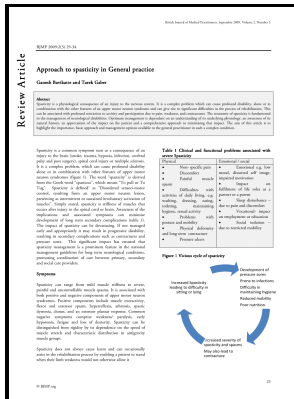 British Journal of Medical Practitioners, September 2009, Volume 2, Number 3
Review Article
BJMP 2009:2(3) 29-34
Approach to spasticity in General practice
Ganesh Bavikatte and Tarek Gaber
Abstract
Spasticity is a physiological consequence of an injury to the nervous system. It is a complex problem which can cause profound disability, alone or in combination with the other features of an upper motor neuron syndrome and can give rise to significant difficulties in the process of rehabilitation. This can be associated with profound restriction to activity and participation due to pain, weakness, and contractures. The treatment of spasticity is fundamental in the management of neurological disability. Optimum management is dependent on an understanding of its underlying physiology, an awareness of its natural history, an appreciation of the impact on the patient and a comprehensive approach to minimising that impact. The aim of this article is to highlight the importance, basic approach and management options available to the general practitioner in such a complex condition.
Spasticity is a common symptom seen as a consequence of an
injury to the brain (stroke, trauma, hypoxia, infection, cerebral
palsy and post surgery), spinal cord injury or multiple sclerosis.
It is a complex problem, which can cause profound disability
alone or in combination with other features of upper motor
neuron syndrome (figure 1). The word 'Spasticity' is derived
from the Greek word "spasticos", which means "To pull or To
Tug". Spasticity is defined as "Disordered sensori-motor
control, resulting from an upper motor neuron lesion,
presenting as intermittent or sustained involuntary activation of
muscles". Simply stated, spasticity is stiffness of muscles that
occurs after injury to the spinal cord or brain. Awareness of the
implications and associated symptoms can minimise
development of long term secondary complications (table 1).
The impact of spasticity can be devastating. If not managed
early and appropriately it may result in progressive disability,
resulting in secondary complications such as contractures and
pressure sores. This significant impact has ensured that
spasticity management is a prominent feature in the national
management guidelines for long term neurological conditions,
promoting coordination of care between primary, secondary
and social care providers.
Symptoms
Spasticity can range from mild muscle stiffness to severe,
painful and uncontrollable muscle spasms. It is associated with
both positive and negative components of upper motor neuron
syndromes. Positive components include muscle overactivity,
flexor and extensor spasms, hyperreflexia, athetosis, spastic
dystonia, clonus, and an extensor plantar response. Common
negative symptoms comprise weakness/ paralysis, early
hypotonia, fatigue and loss of dexterity. Spasticity can be
distinguished from rigidity by its dependence on the speed of
muscle stretch and characteristic distribution in antigravity
muscle groups.
Spasticity does not always cause harm and can occasionally
assist in the rehabilitation process by enabling a patient to stand
when their limb weakness would not otherwise allow it
Table 1 Clinical and functional problems associated with
severe Spasticity
Physical
Emotional / social
Non-specific pain
Discomfort
Painful muscle spasms
Difficulties with activities of daily living, e.g washing, dressing, eating, toileting, maintaining hygiene, sexual activity
Problems with posture and mobility
Physical deformity and long term contracture
Pressure ulcers
Emotional, e.g. low mood, distorted self image, impaired motivation
Impact on fulfilment of life roles as a partner or a parent
Sleep disturbance due to pain and discomfort
Vocational impact on employment or education
Social isolation due to restricted mobility
Figure 1 Vicious cycle of spasticity
Development of
pressure sores
Pain from injuries
Difficulty in
maintaining hygiene
Reduced mobility
Poor nutrition
Increased severity of
spasticity and spasms
May also lead to
contracture
Increased Spasticity
leading to difficulty in
sitting or lying
© BJMP.org
29